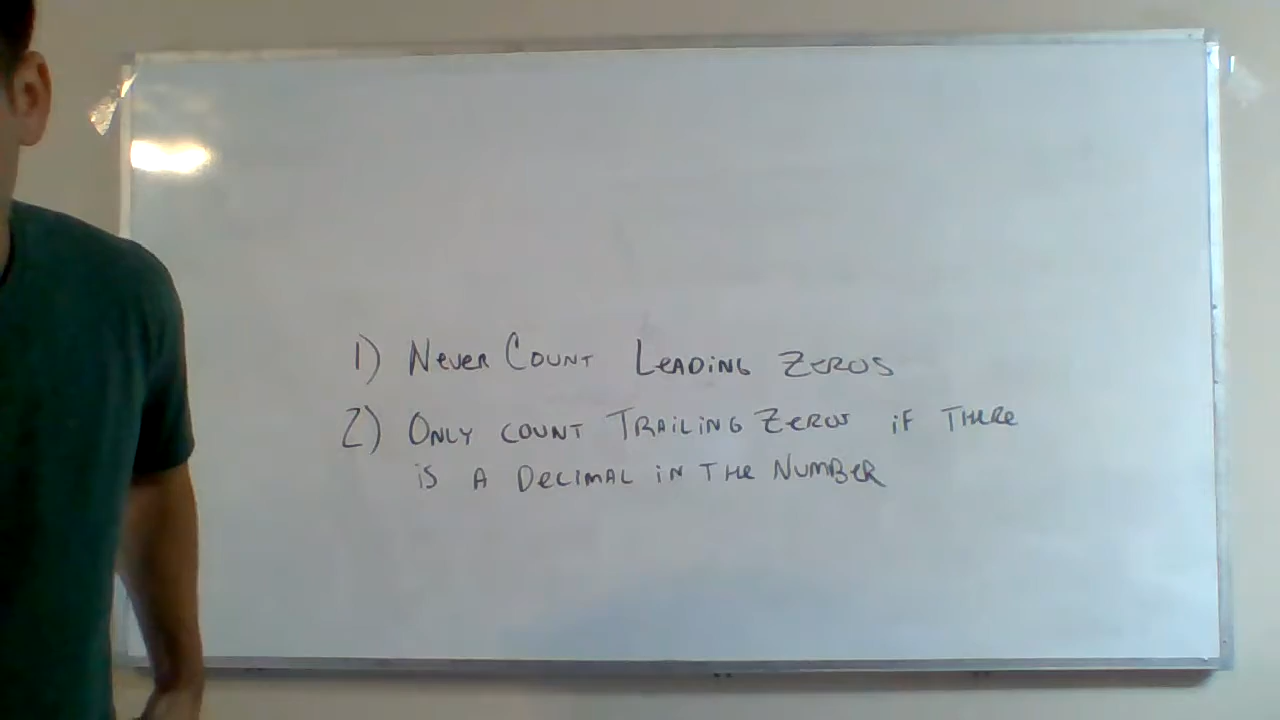 1) NEVER COUNT LEADING ZEROS
2) ONLY COUNT TRAILING ZEROS iF THERE
iS A DECIMAL iN THE NUMBER